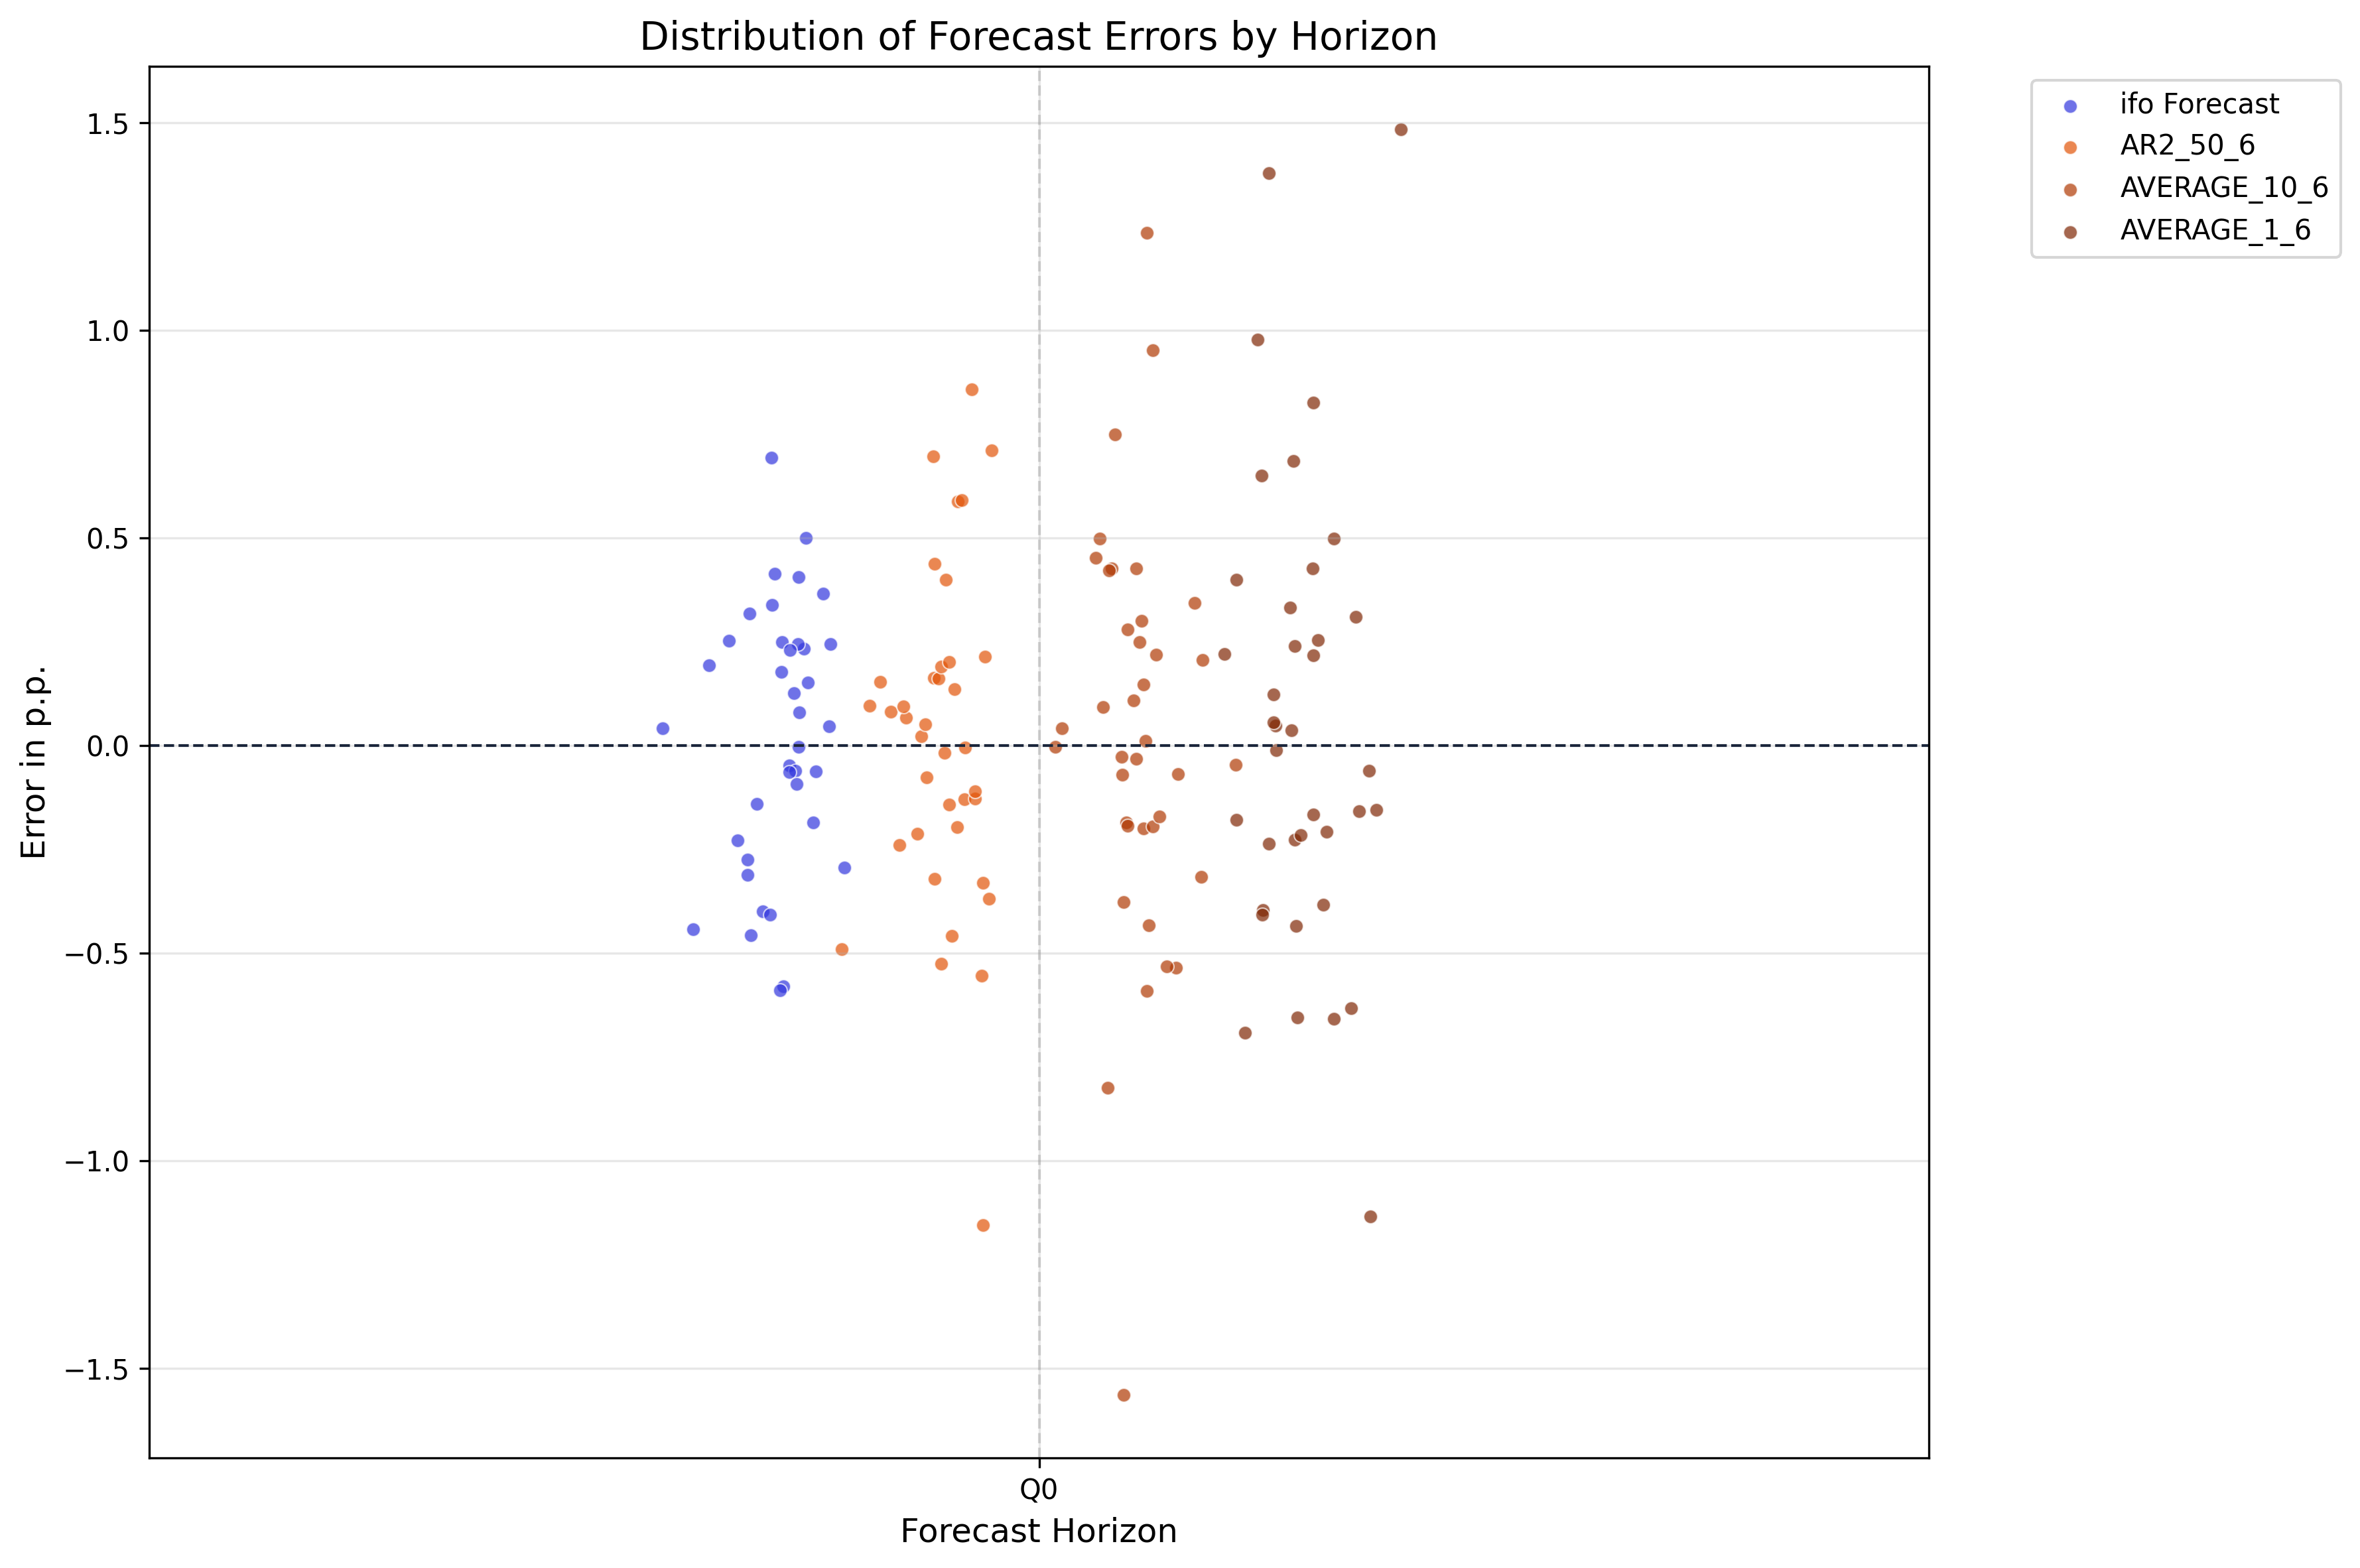 Distribution of Forecast Errors by Horizon
ifo Forecast
AR2_50_6
AVERAGE_10_6
AVERAGE_1_6
Error in p.p.
1.5
1.0
0.5
0.0
−0.5
−1.0
−1.5
Q0
Forecast Horizon